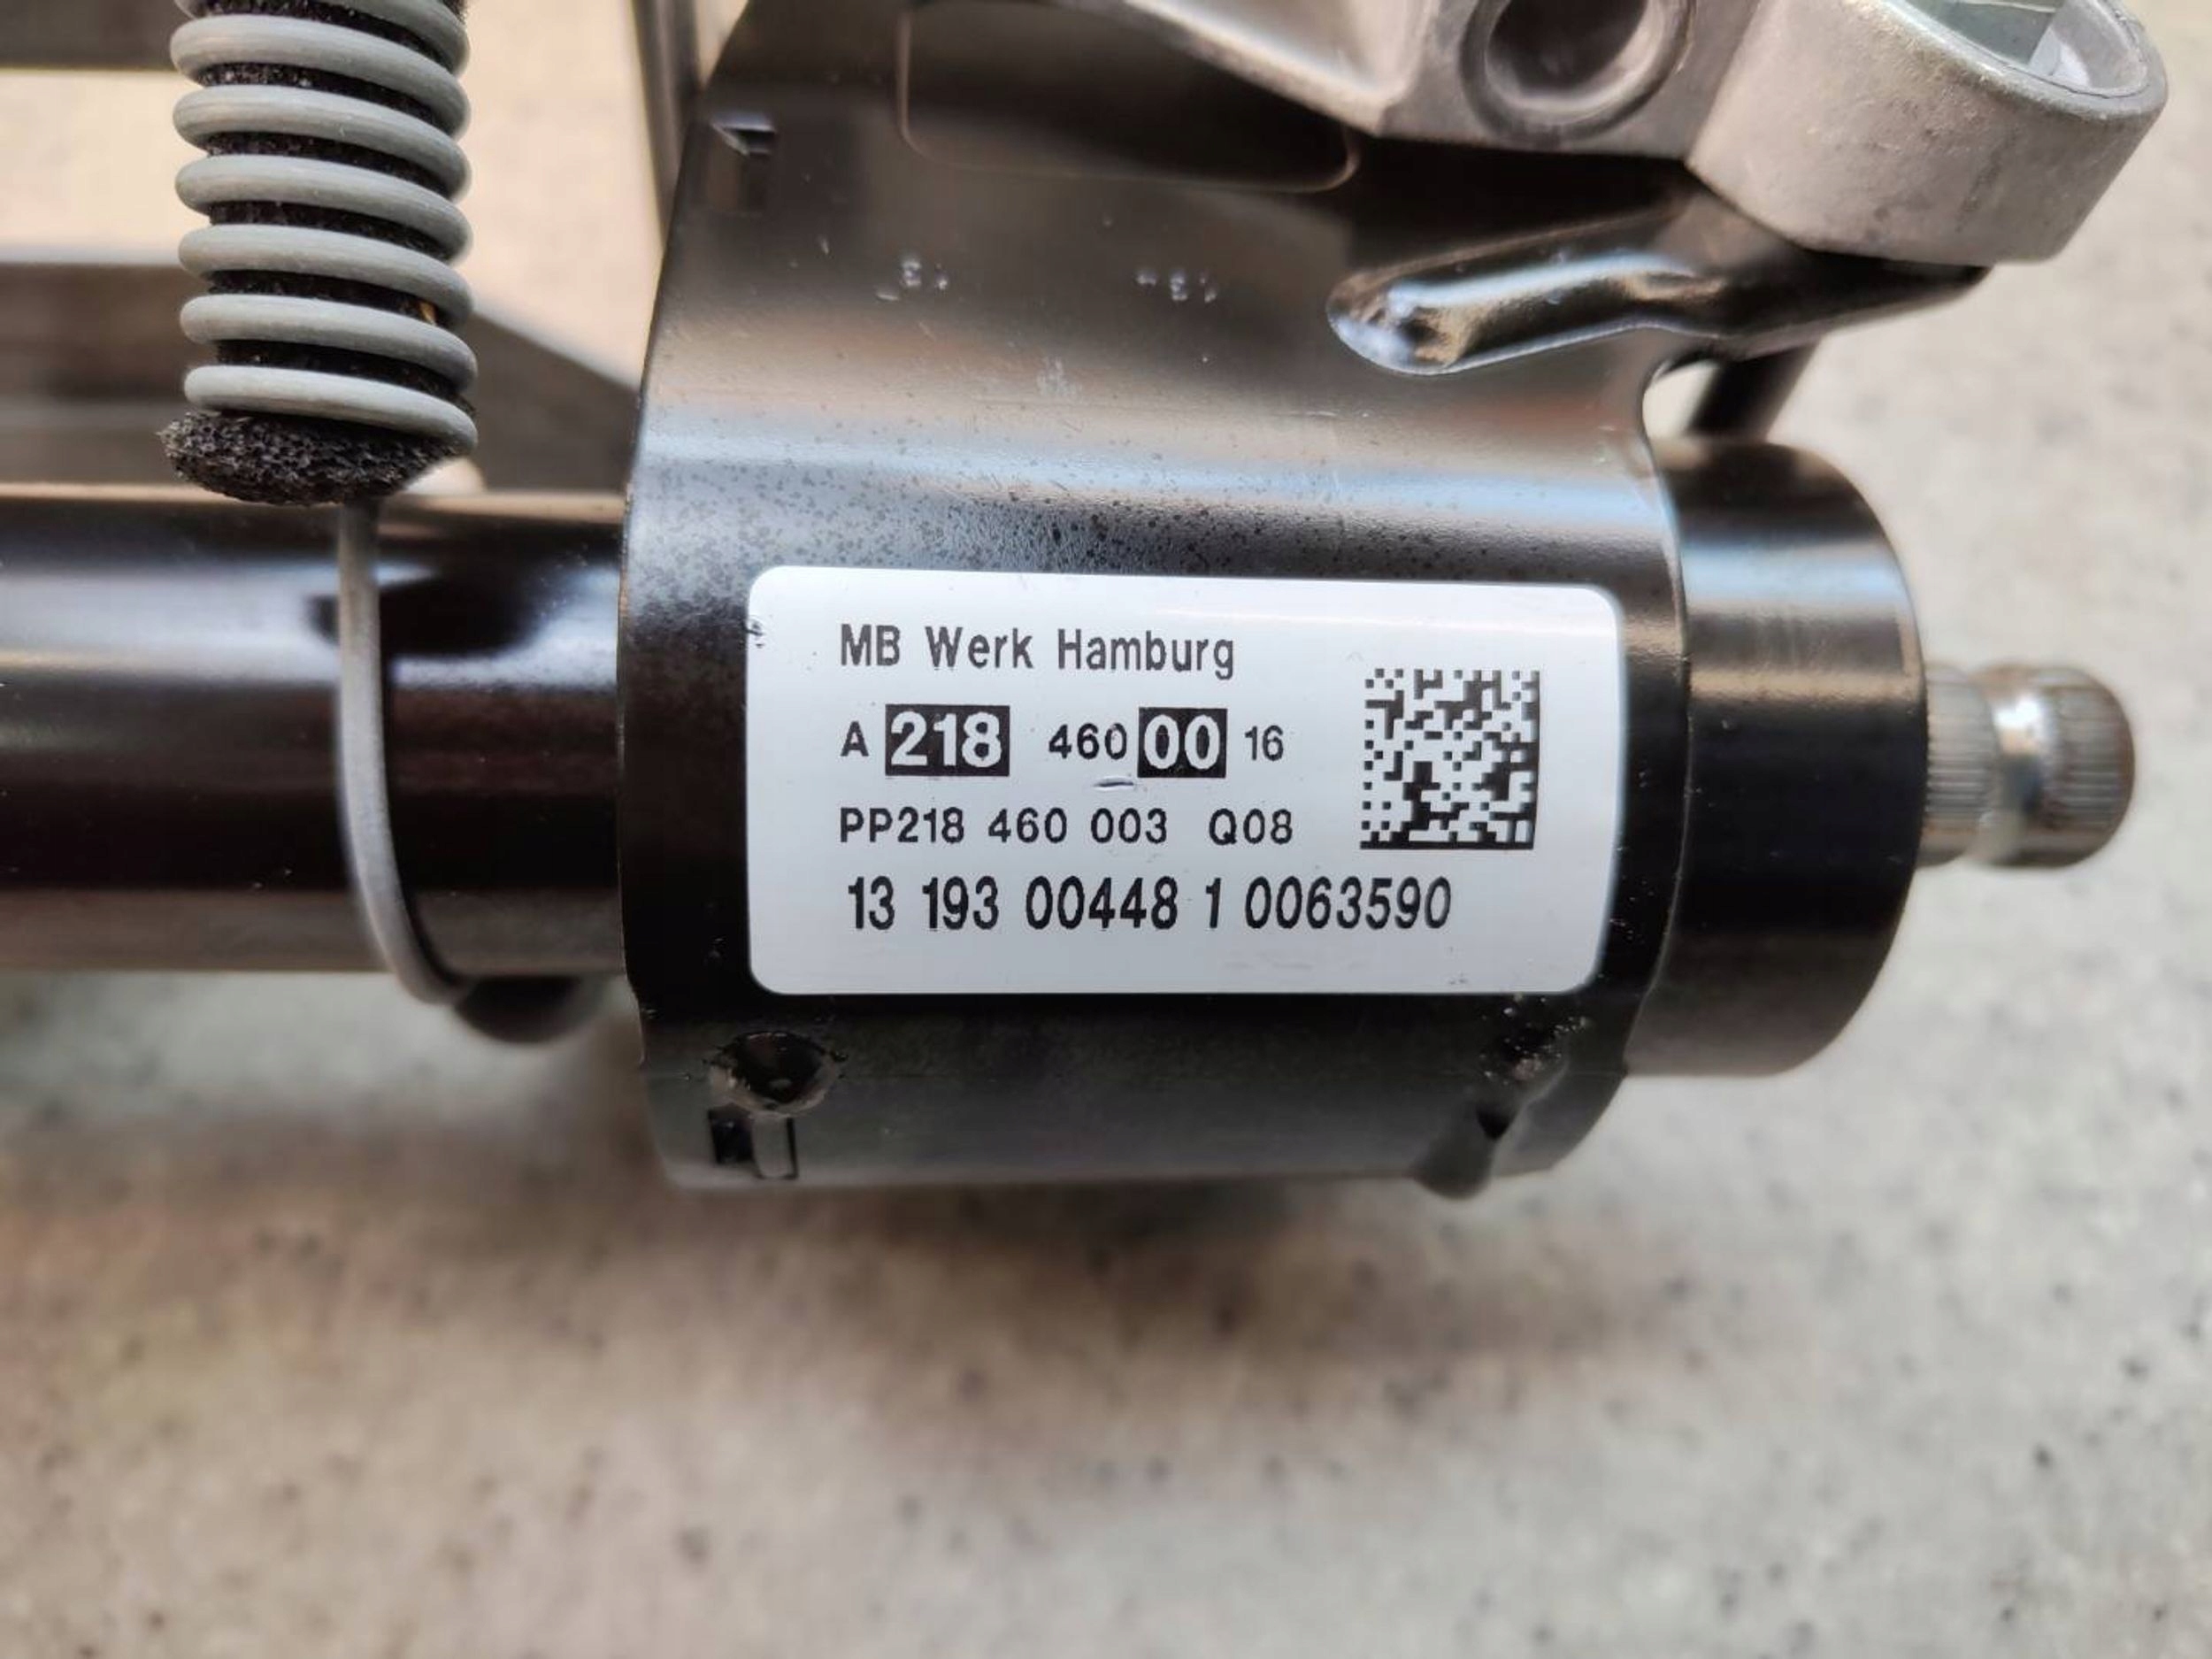 MB Werk Hamburg
A 218 460 00 16
PP218 460 003 Q08
13 193 00448 1 0063590